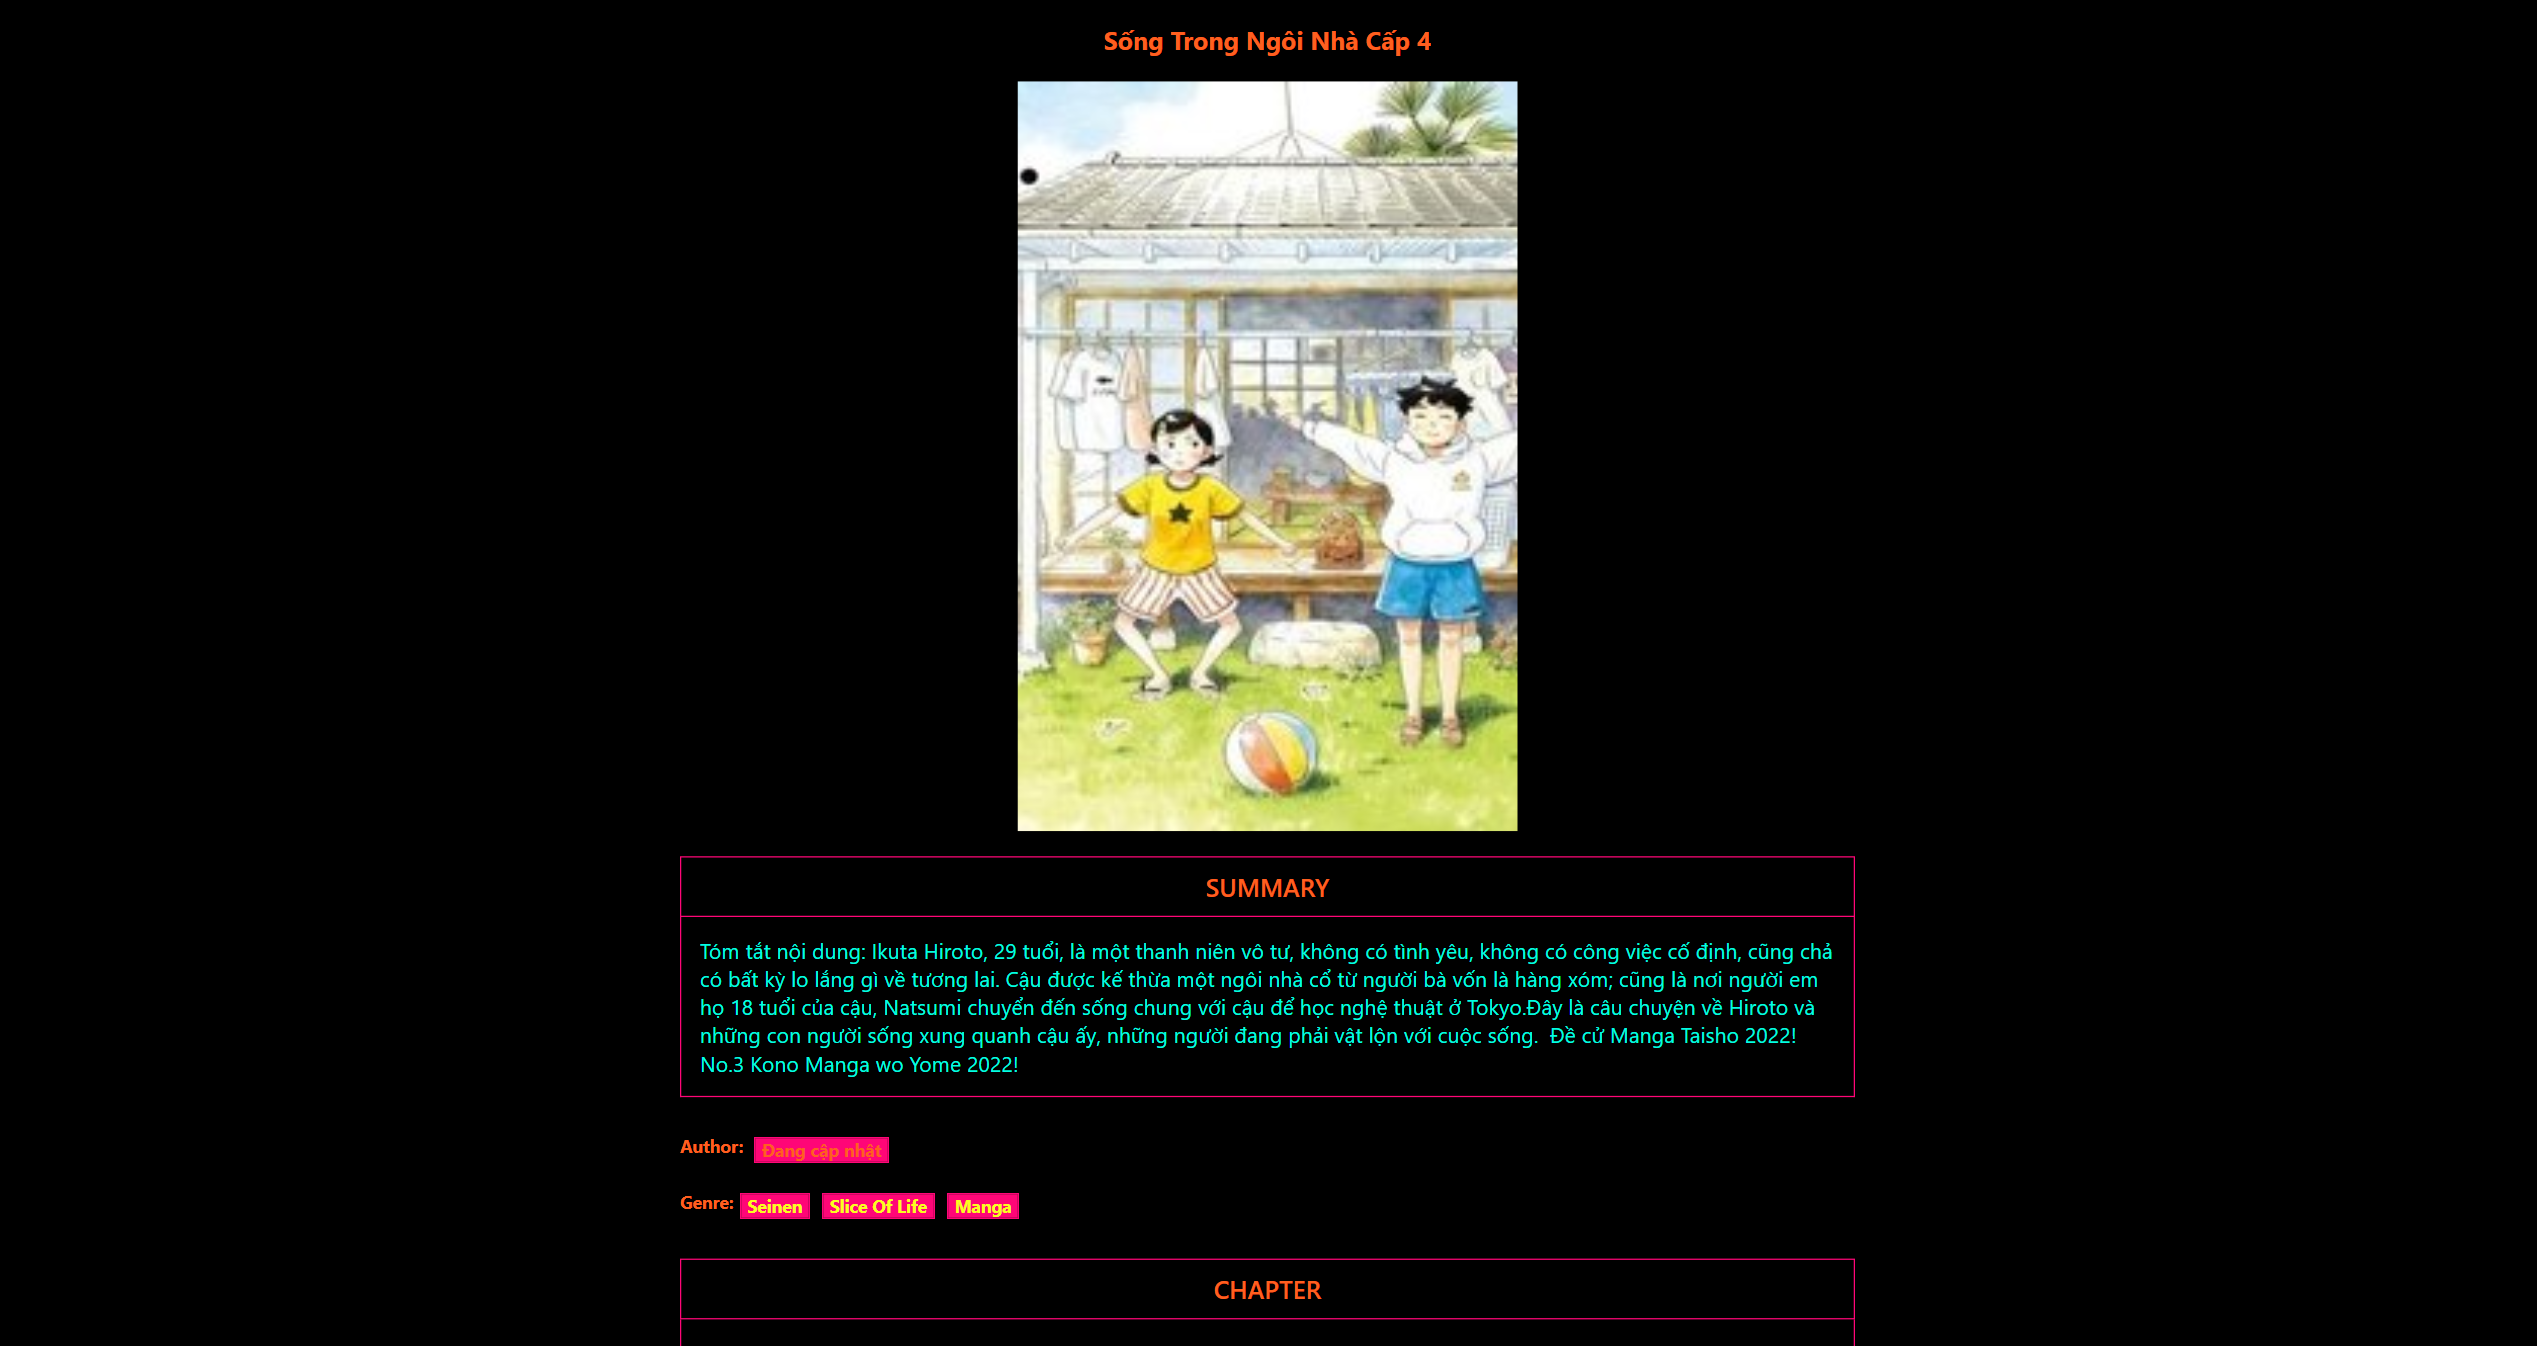 Sống Trong Ngôi Nhà Cấp 4
SUMMARY
Tóm tắt nội dung: Ikuta Hiroto, 29 tuổi, là một thanh niên vô tư, không có tình yêu, không có công việc cố định, cũng chả
có bất kỳ lo lắng gì về tương lai. Cậu được kế thừa một ngôi nhà cổ từ người bà vốn là hàng xóm; cũng là nơi người em
họ 18 tuổi của cậu, Natsumi chuyển đến sống chung với cậu để học nghệ thuật ở Tokyo.Đây là câu chuyện về Hiroto và
những con người sống xung quanh cậu ấy, những người đang phải vật lộn với cuộc sống.  Đề cử Manga Taisho 2022!
No.3 Kono Manga wo Yome 2022!
Author: Đang cập nhật
Genre: Seinen Slice Of Life Manga
CHAPTER